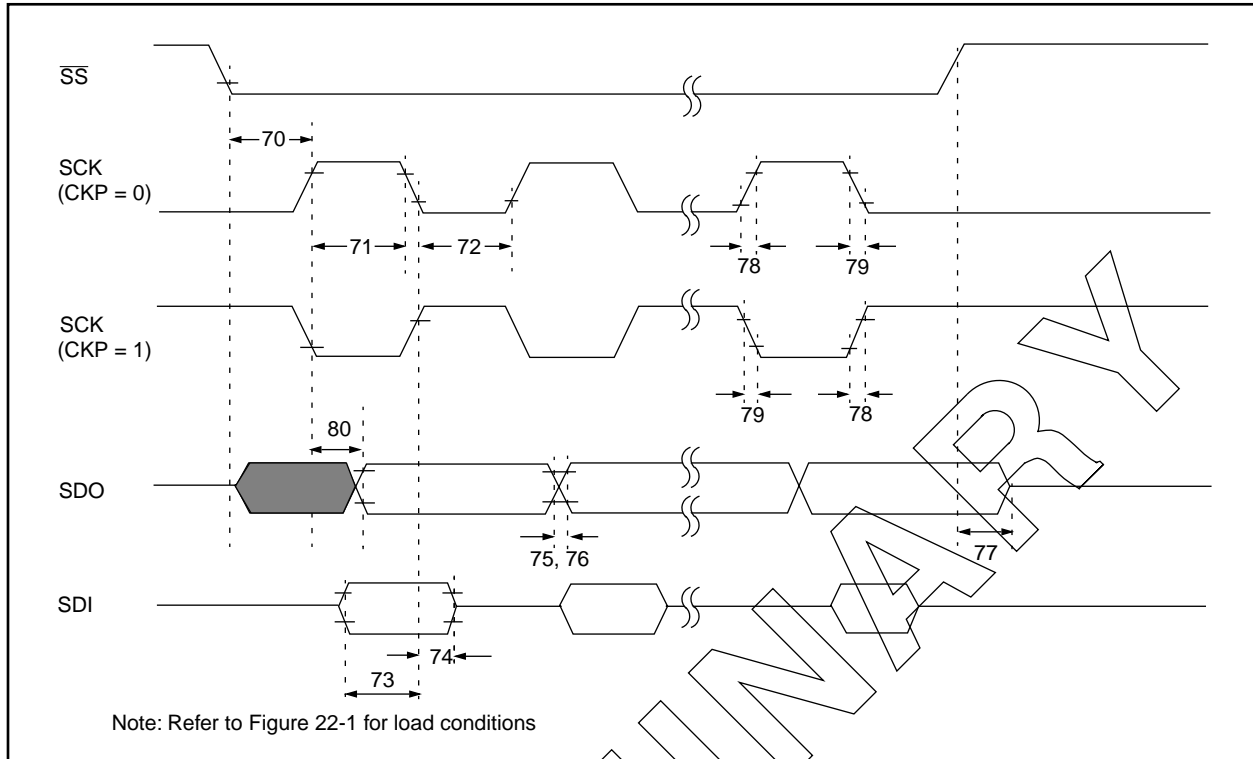 SS
70
SCK
(CKP = 0)
71
72
78
79
SCK
(CKP = 1)
79
78
80
SDO
75, 76
77
SDI
74
73
Note: Refer to Figure 22-1 for load conditions
INARY